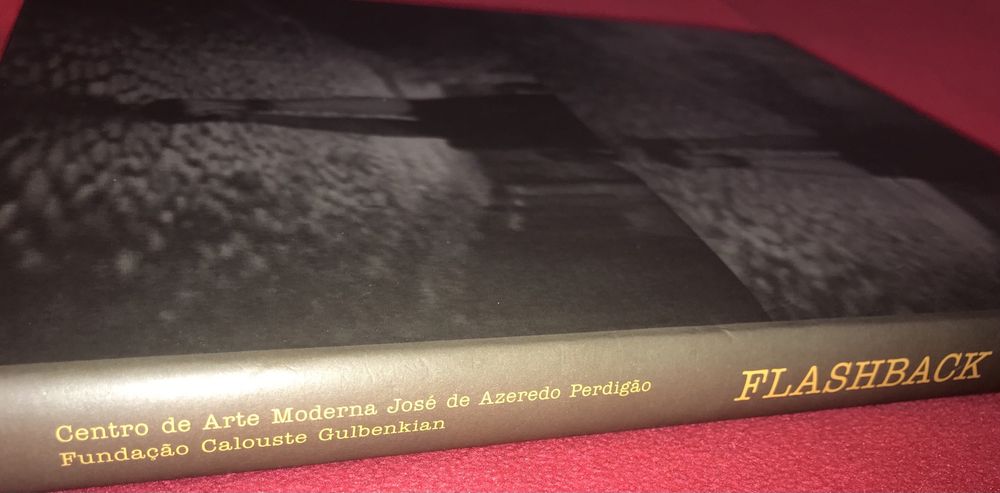 Centro de Arte Moderna José de Azeredo Perdigão
Fundação Calouste Gulbenkian
FLASHBACK